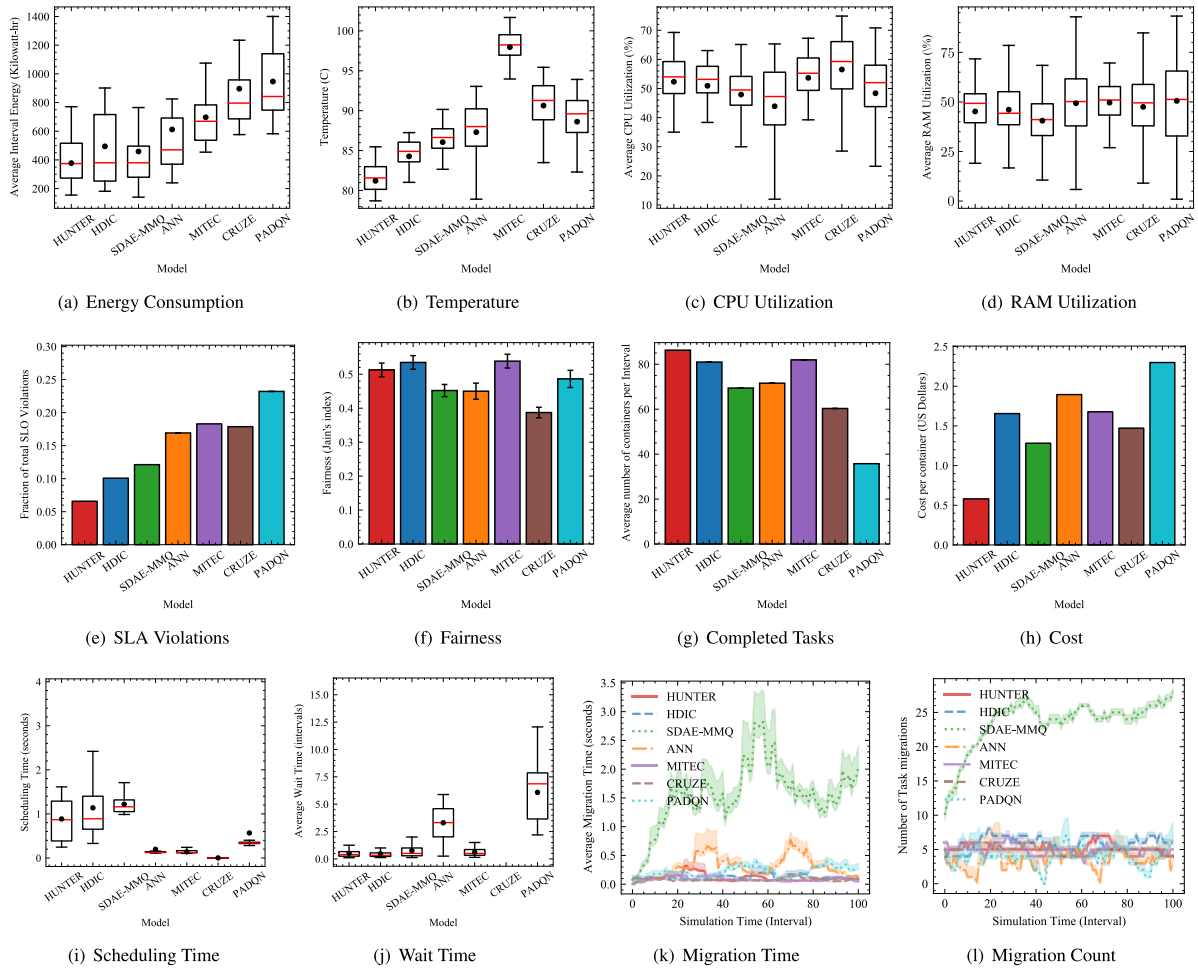 Average Interval Energy (Kilowatt-hr)
1400
1200
1000
800
600
400
200
HUNTER
HDIC
SDAE-MMQ
ANN
MITEC
CRUZE
PADQN
Model
(a) Energy Consumption
Temperature (C)
100
95
90
85
80
HUNTER
HDIC
SDAE-MMQ
ANN
MITEC
CRUZE
PADQN
Model
(b) Temperature
Average CPU Utilization (\%)
70
60
50
40
30
20
10
HUNTER
HDIC
SDAE-MMQ
ANN
MITEC
CRUZE
PADQN
Model
(c) CPU Utilization
Average RAM Utilization (\%)
75
50
25
0
HUNTER
HDIC
SDAE-MMQ
ANN
MITEC
CRUZE
PADQN
Model
(d) RAM Utilization
Fraction of total SLO Violations
0.30
0.25
0.20
0.15
0.10
0.05
0.00
HUNTER
HDIC
SDAE-MMQ
ANN
MITEC
CRUZE
PADQN
Model
(e) SLA Violations
Fairness (Jain's index)
0.5
0.4
0.3
0.2
0.1
0.0
HUNTER
HDIC
SDAE-MMQ
ANN
MITEC
CRUZE
PADQN
Model
(f) Fairness
Average number of containers per Interval
80
60
40
20
0
HUNTER
HDIC
SDAE-MMQ
ANN
MITEC
CRUZE
PADQN
Model
(g) Completed Tasks
Cost per container (US Dollars)
2.5
2.0
1.5
1.0
0.5
0.0
HUNTER
HDIC
SDAE-MMQ
ANN
MITEC
CRUZE
PADQN
Model
(h) Cost
Scheduling Time (seconds)
4
3
2
1
0
HUNTER
HDIC
SDAE-MMQ
ANN
MITEC
CRUZE
PADQN
Model
(i) Scheduling Time
Average Wait Time (intervals)
15.0
12.5
10.0
7.5
5.0
2.5
0.0
HUNTER
HDIC
SDAE-MMQ
ANN
MITEC
CRUZE
PADQN
Model
(j) Wait Time
Average Migration Time (seconds)
3.5
3.0
2.5
2.0
1.5
1.0
0.5
0.0
HUNTER
HDIC
SDAE-MMQ
ANN
MITEC
CRUZE
PADQN
0 20 40 60 80 100
Simulation Time (Interval)
(k) Migration Time
Number of Task migrations
25
20
15
10
5
0
HUNTER
HDIC
SDAE-MMQ
ANN
MITEC
CRUZE
PADQN
0 20 40 60 80 100
Simulation Time (Interval)
(l) Migration Count